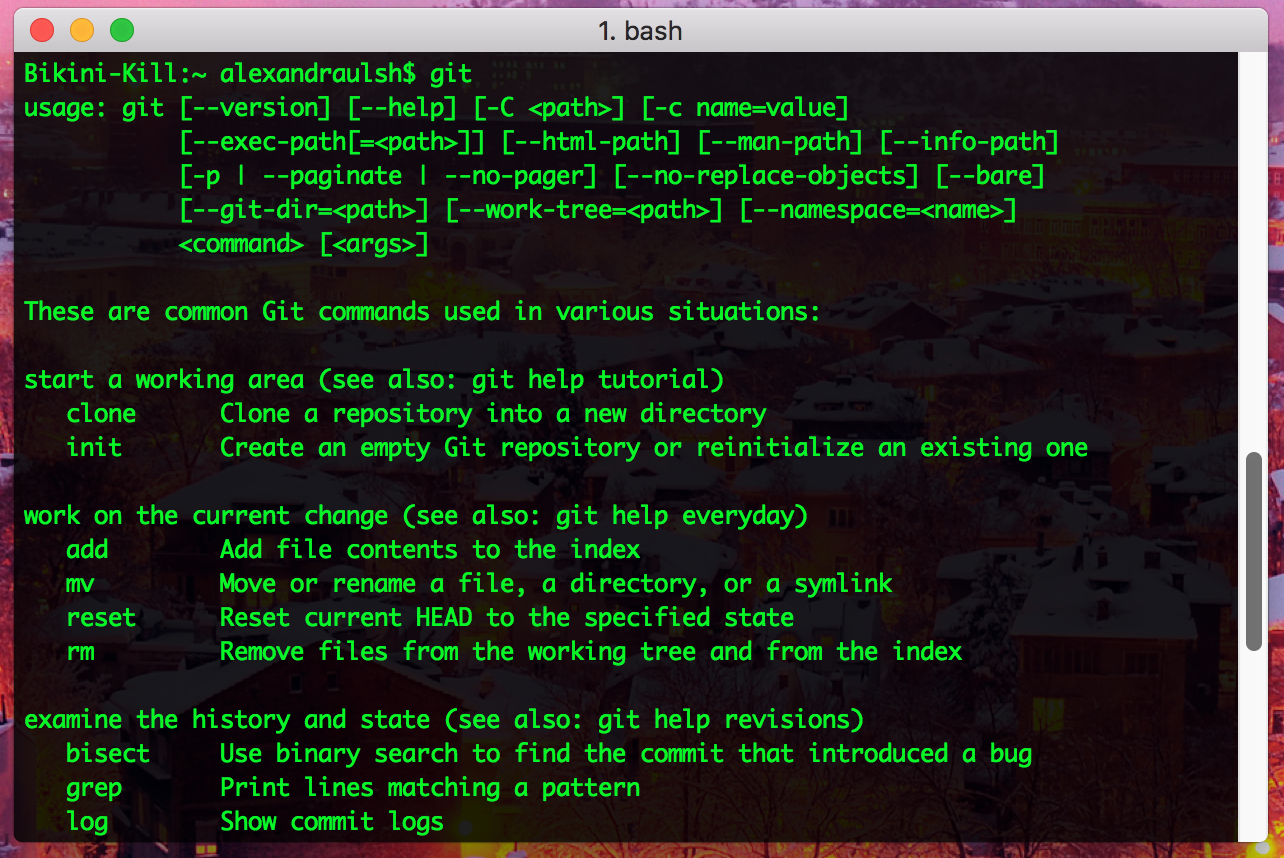 1. bash
Bikini-Kill:~ alexandraulsh$ git
usage: git [--version] [--help] [-C <path>] [-c name=value]
           [--exec-path[=<path>]] [--html-path] [--man-path] [--info-path]
           [-p | --paginate | --no-pager] [--no-replace-objects] [--bare]
           [--git-dir=<path>] [--work-tree=<path>] [--namespace=<name>]
           <command> [<args>]

These are common Git commands used in various situations:

start a working area (see also: git help tutorial)
   clone      Clone a repository into a new directory
   init       Create an empty Git repository or reinitialize an existing one

work on the current change (see also: git help everyday)
   add        Add file contents to the index
   mv         Move or rename a file, a directory, or a symlink
   reset      Reset current HEAD to the specified state
   rm         Remove files from the working tree and from the index

examine the history and state (see also: git help revisions)
   bisect     Use binary search to find the commit that introduced a bug
   grep       Print lines matching a pattern
   log        Show commit logs